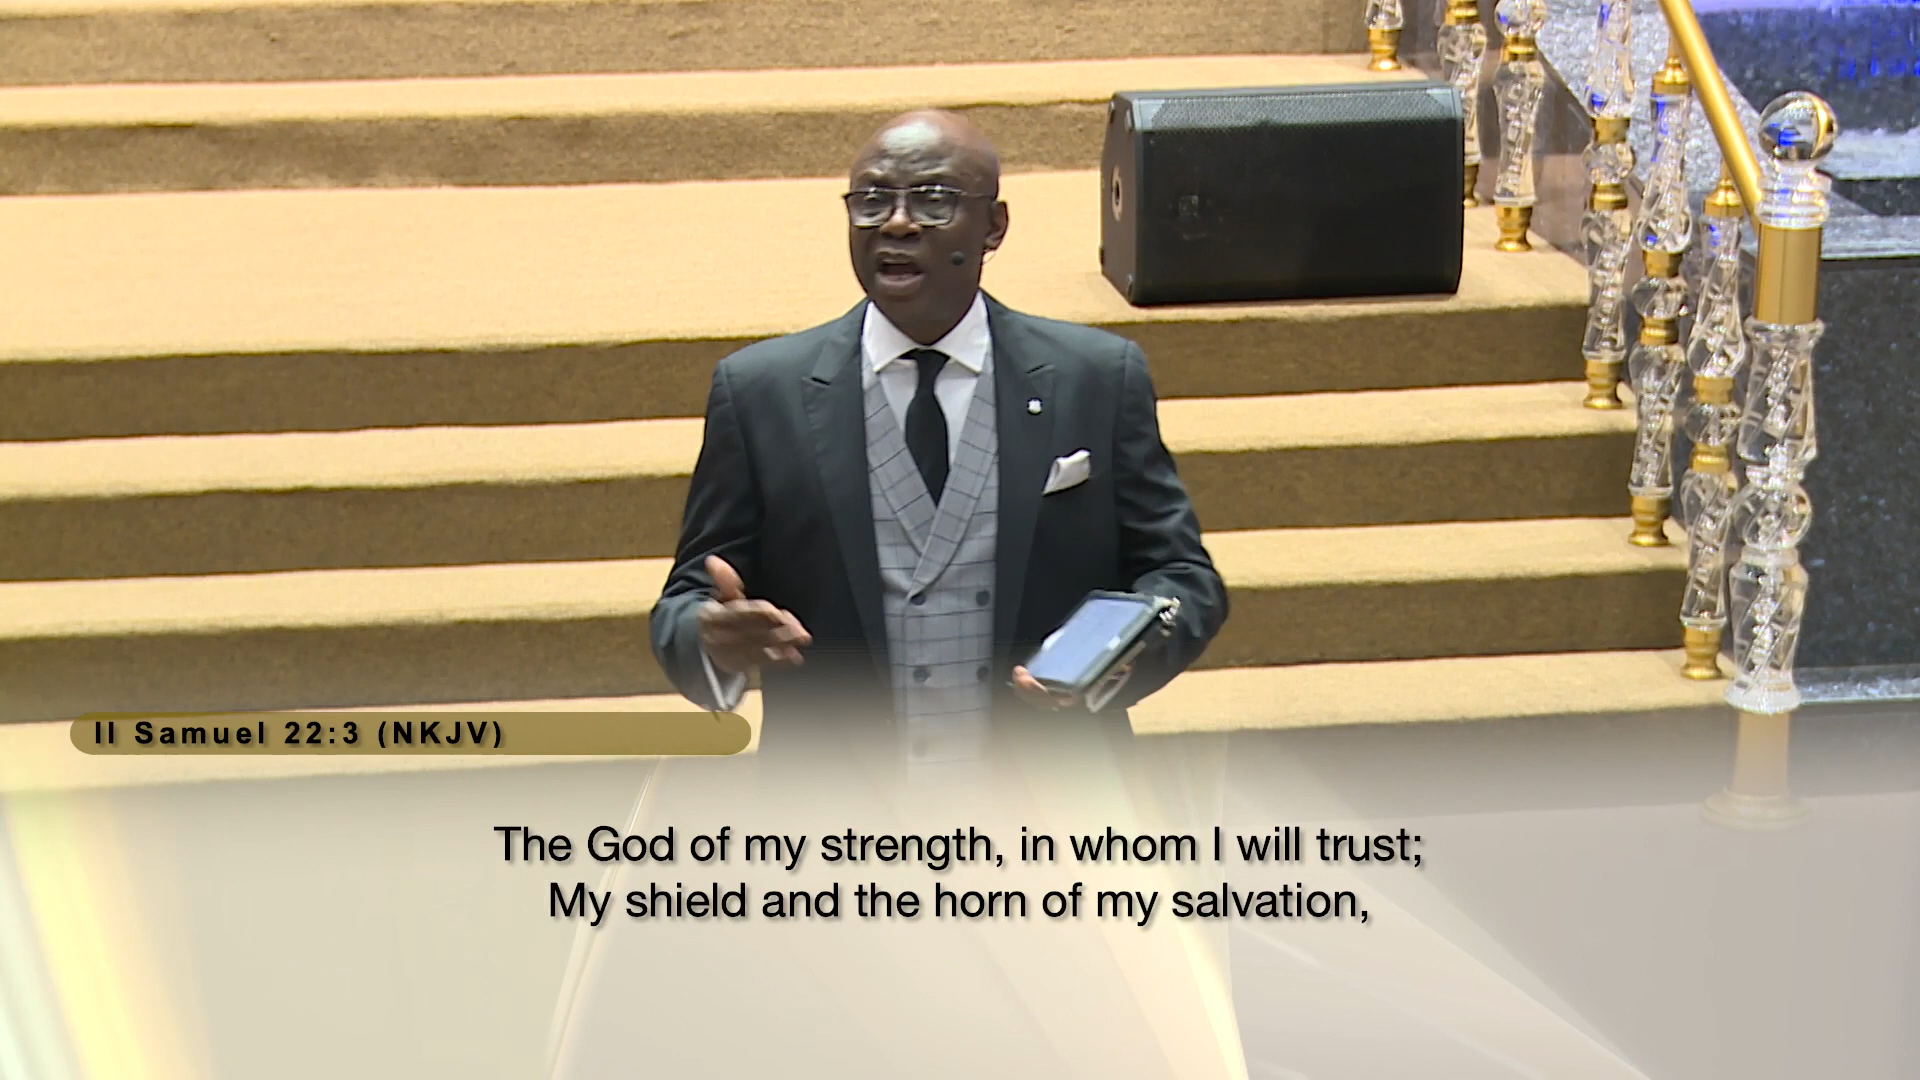 II Samuel 22:3 (NKJV)
The God of my strength, in whom I will trust;
My shield and the horn of my salvation,